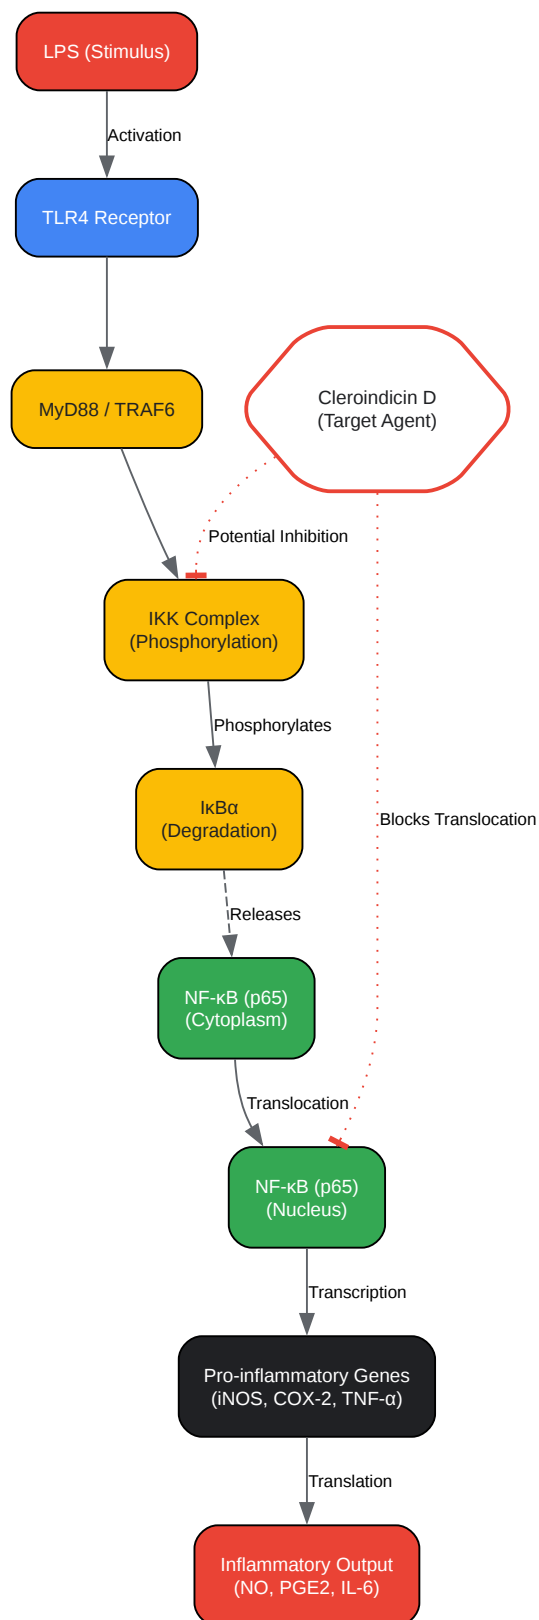 LPS (Stimulus)
Activation
TLR4 Receptor
MyD88 / TRAF6
Cleroindicin D
(Target Agent)
Potential Inhibition
IKK Complex
(Phosphorylation)
Phosphorylates
IκBα
(Degradation)
Blocks Translocation
Releases
NF-κB (p65)
(Cytoplasm)
Translocation
NF-κB (p65)
(Nucleus)
Transcription
Pro-inflammatory Genes
(iNOS, COX-2, TNF-α)
Translation
Inflammatory Output
(NO, PGE2, IL-6)